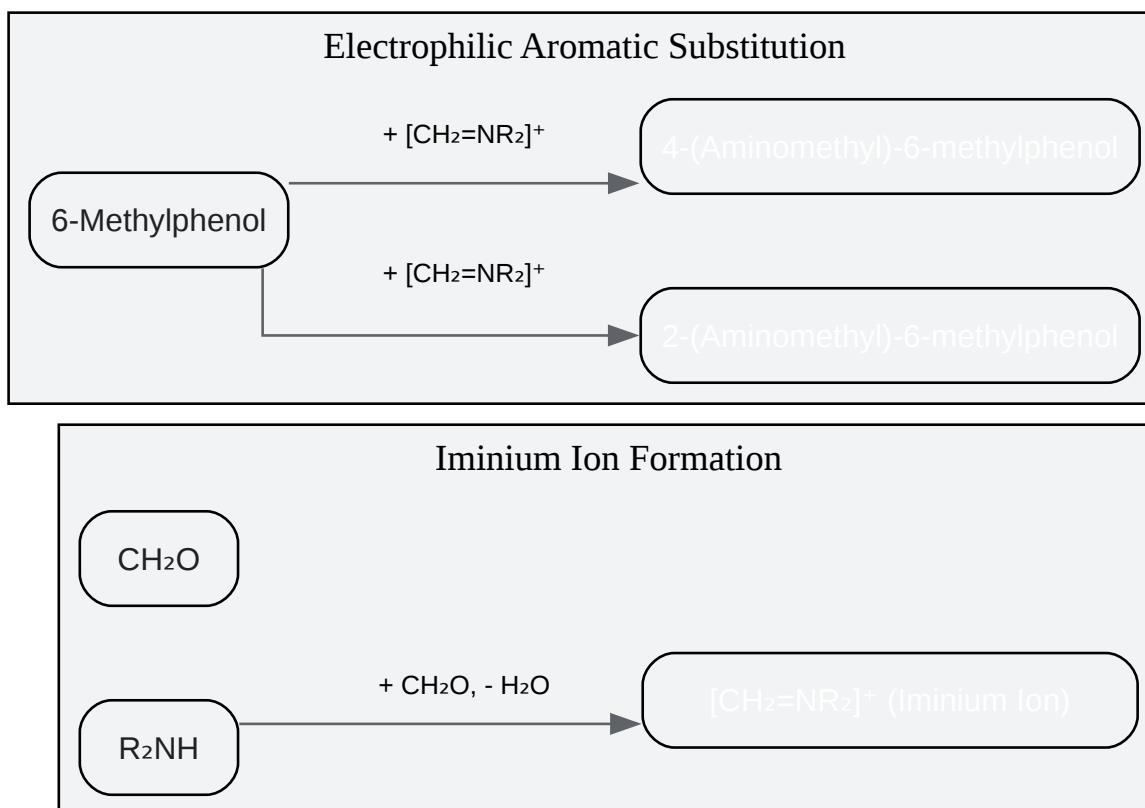 Electrophilic Aromatic Substitution
+ [CH₂=NR₂]⁺
4-(Aminomethyl)-6-methylphenol
6-Methylphenol
+ [CH₂=NR₂]⁺
2-(Aminomethyl)-6-methylphenol
Iminium Ion Formation
CH₂O
+ CH₂O, - H₂O
[CH₂=NR₂]⁺ (Iminium Ion)
R₂NH